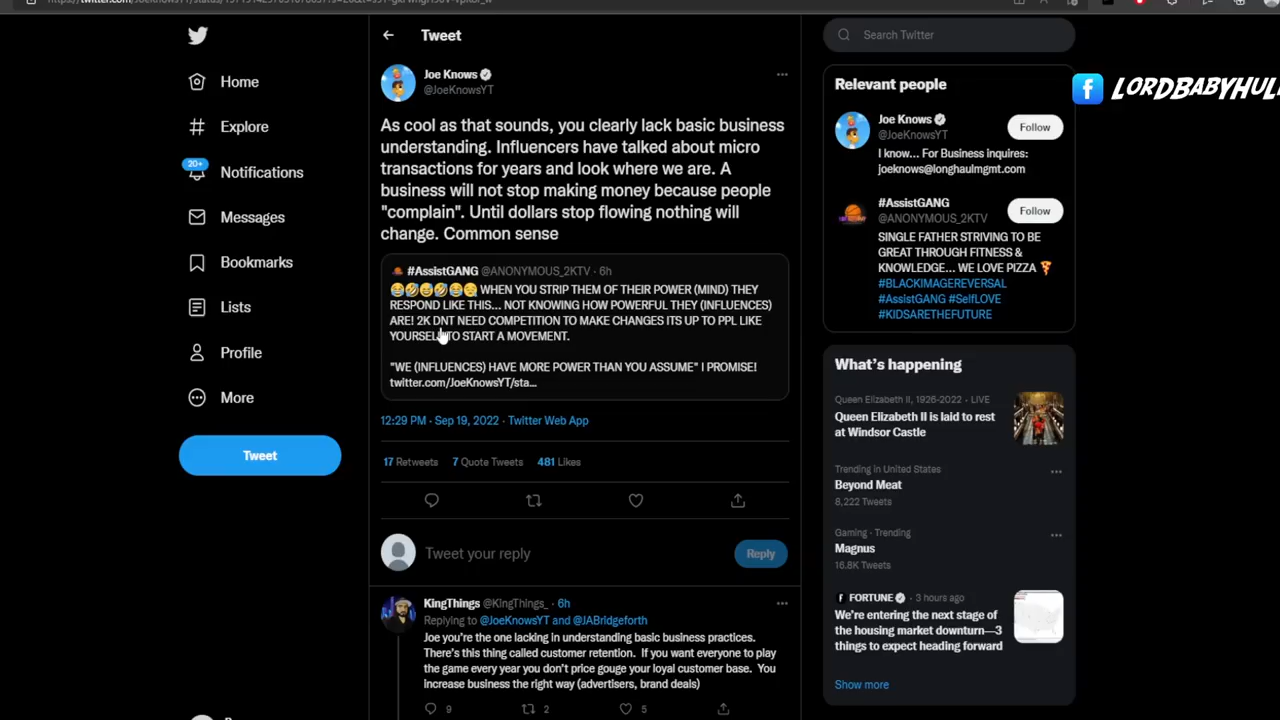 Tweet
Joe Knows
@JoeKnowsYT
As cool as that sounds, you clearly lack basic business
understanding. Influencers have talked about micro
transactions for years and look where we are. A
business will not stop making money because people
"complain". Until dollars stop flowing nothing will
change. Common sense
#AssistGANG @ANONYMOUS_2KTV · 6h
😂🤣😅🤣😂😓 WHEN YOU STRIP THEM OF THEIR POWER (MIND) THEY
RESPOND LIKE THIS... NOT KNOWING HOW POWERFUL THEY (INFLUENCES)
ARE! 2K DNT NEED COMPETITION TO MAKE CHANGES ITS UP TO PPL LIKE
YOURSELF TO START A MOVEMENT.
"WE (INFLUENCES) HAVE MORE POWER THAN YOU ASSUME" I PROMISE!
twitter.com/JoeKnowsYT/sta...
12:29 PM · Sep 19, 2022 · Twitter Web App
17 Retweets 7 Quote Tweets 481 Likes
Tweet your reply
Reply
KingThings @KIngThings_ · 6h
Replying to @JoeKnowsYT and @JABridgeforth
Joe you're the one lacking in understanding basic business practices.
There's this thing called customer retention. If you want everyone to play
the game every year you don't price gouge your loyal customer base. You
increase business the right way (advertisers, brand deals)
9 2 5
Home
Explore
20+
Notifications
Messages
Bookmarks
Lists
Profile
More
Tweet
Search Twitter
Relevant people
Joe Knows
@JoeKnowsYT
Follow
I know... For Business inquires:
joeknows@longhaulmgmt.com
#AssistGANG
@ANONYMOUS_2KTV
Follow
SINGLE FATHER STRIVING TO BE
GREAT THROUGH FITNESS &
KNOWLEDGE... WE LOVE PIZZA 🍕
#BLACKIMAGEREVERSAL
#AssistGANG #SelfLOVE
#KIDSARETHEFUTURE
What's happening
Queen Elizabeth II, 1926-2022 · LIVE
Queen Elizabeth II is laid to rest
at Windsor Castle
Trending in United States
Beyond Meat
8,222 Tweets
Gaming · Trending
Magnus
16.8K Tweets
FORTUNE · 3 hours ago
We're entering the next stage of
the housing market downturn—3
things to expect heading forward
Show more
LORDBABYHUL